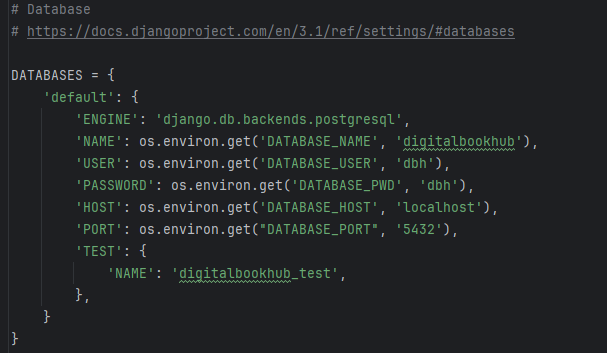 # Database
# https://docs.djangoproject.com/en/3.1/ref/settings/#databases
DATABASES = {
    'default': {
        'ENGINE': 'django.db.backends.postgresql',
        'NAME': os.environ.get('DATABASE_NAME', 'digitalbookhub'),
        'USER': os.environ.get('DATABASE_USER', 'dbh'),
        'PASSWORD': os.environ.get('DATABASE_PWD', 'dbh'),
        'HOST': os.environ.get('DATABASE_HOST', 'localhost'),
        'PORT': os.environ.get("DATABASE_PORT", '5432'),
        'TEST': {
            'NAME': 'digitalbookhub_test',
        },
    }
}